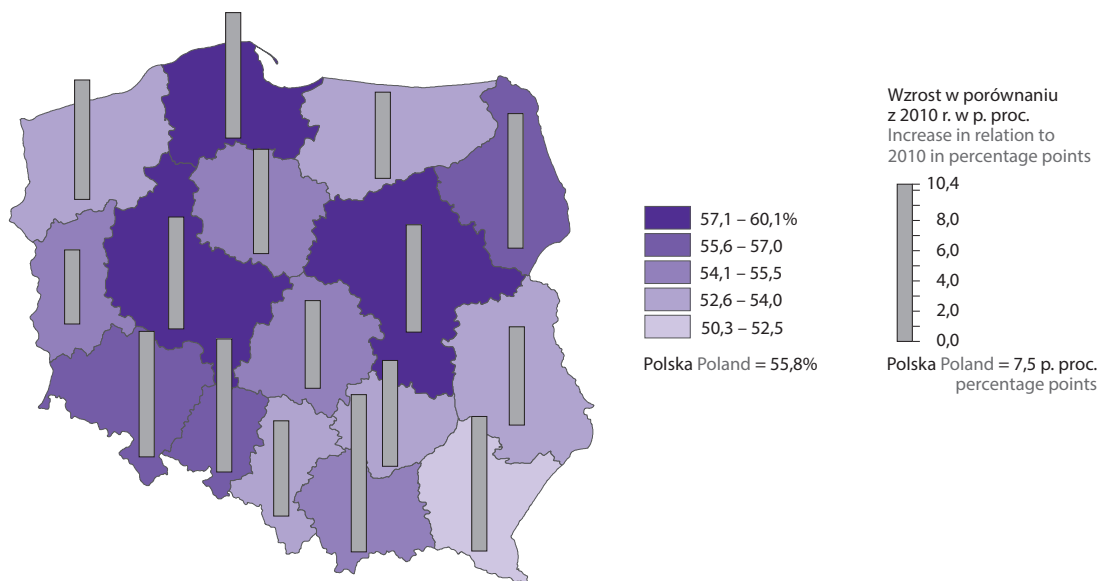 Wzrost w porównaniu
z 2010 r. w p. proc.
Increase in relation to
2010 in percentage points
10,4
8,0
6,0
4,0
2,0
0,0
Polska Poland = 7,5 p. proc.
percentage points
57,1 – 60,1%
55,6 – 57,0
54,1 – 55,5
52,6 – 54,0
50,3 – 52,5
Polska Poland = 55,8%